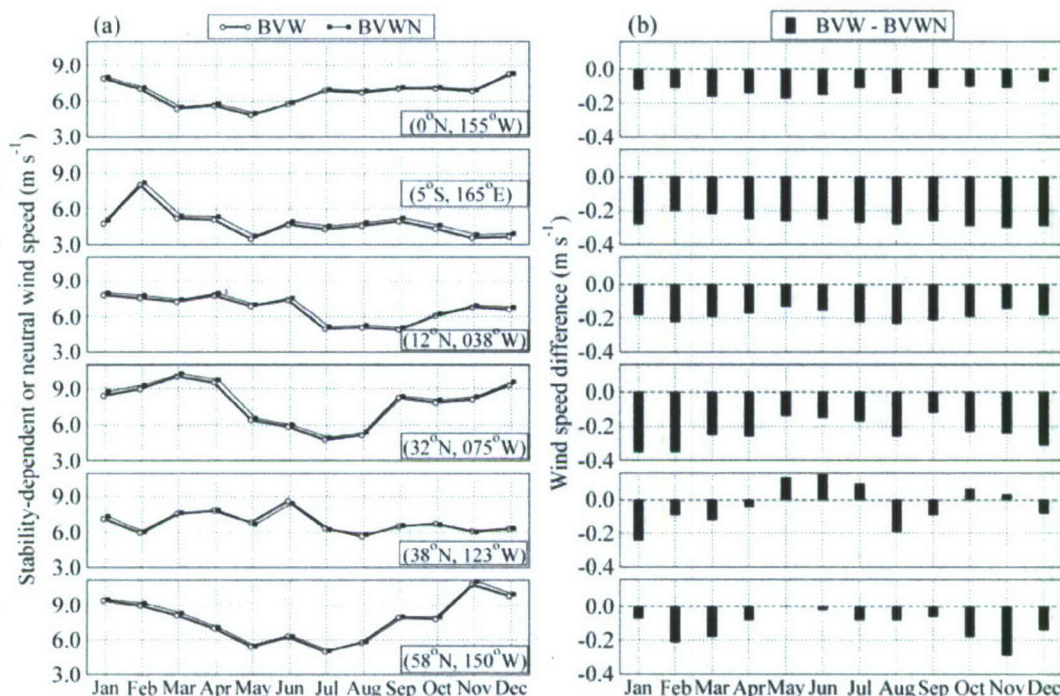 (a)
BVW
BVWN
9.0
6.0
3.0
(0°N, 155°W)
9.0
6.0
3.0
(5°S, 165°E)
9.0
6.0
3.0
(12°N, 038°W)
9.0
6.0
3.0
(32°N, 075°W)
9.0
6.0
3.0
(38°N, 123°W)
9.0
6.0
3.0
(58°N, 150°W)
Jan Feb Mar Apr May Jun Jul Aug Sep Oct Nov Dec
Stability-dependent or neutral wind speed (m s⁻¹)
(b)
BVW - BVWN
0.0
-0.2
-0.4
0.0
-0.2
-0.4
0.0
-0.2
-0.4
0.0
-0.2
-0.4
0.0
-0.2
-0.4
0.0
-0.2
-0.4
Jan Feb Mar Apr May Jun Jul Aug Sep Oct Nov Dec
Wind speed difference (m s⁻¹)